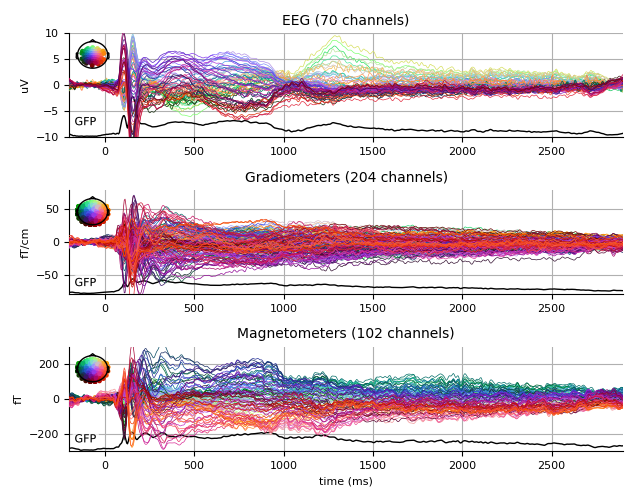 EEG (70 channels)
10
5
0
−5
−10
uV
GFP
0 500 1000 1500 2000 2500
Gradiometers (204 channels)
50
0
−50
fT/cm
GFP
0 500 1000 1500 2000 2500
Magnetometers (102 channels)
200
0
−200
fT
GFP
0 500 1000 1500 2000 2500
time (ms)